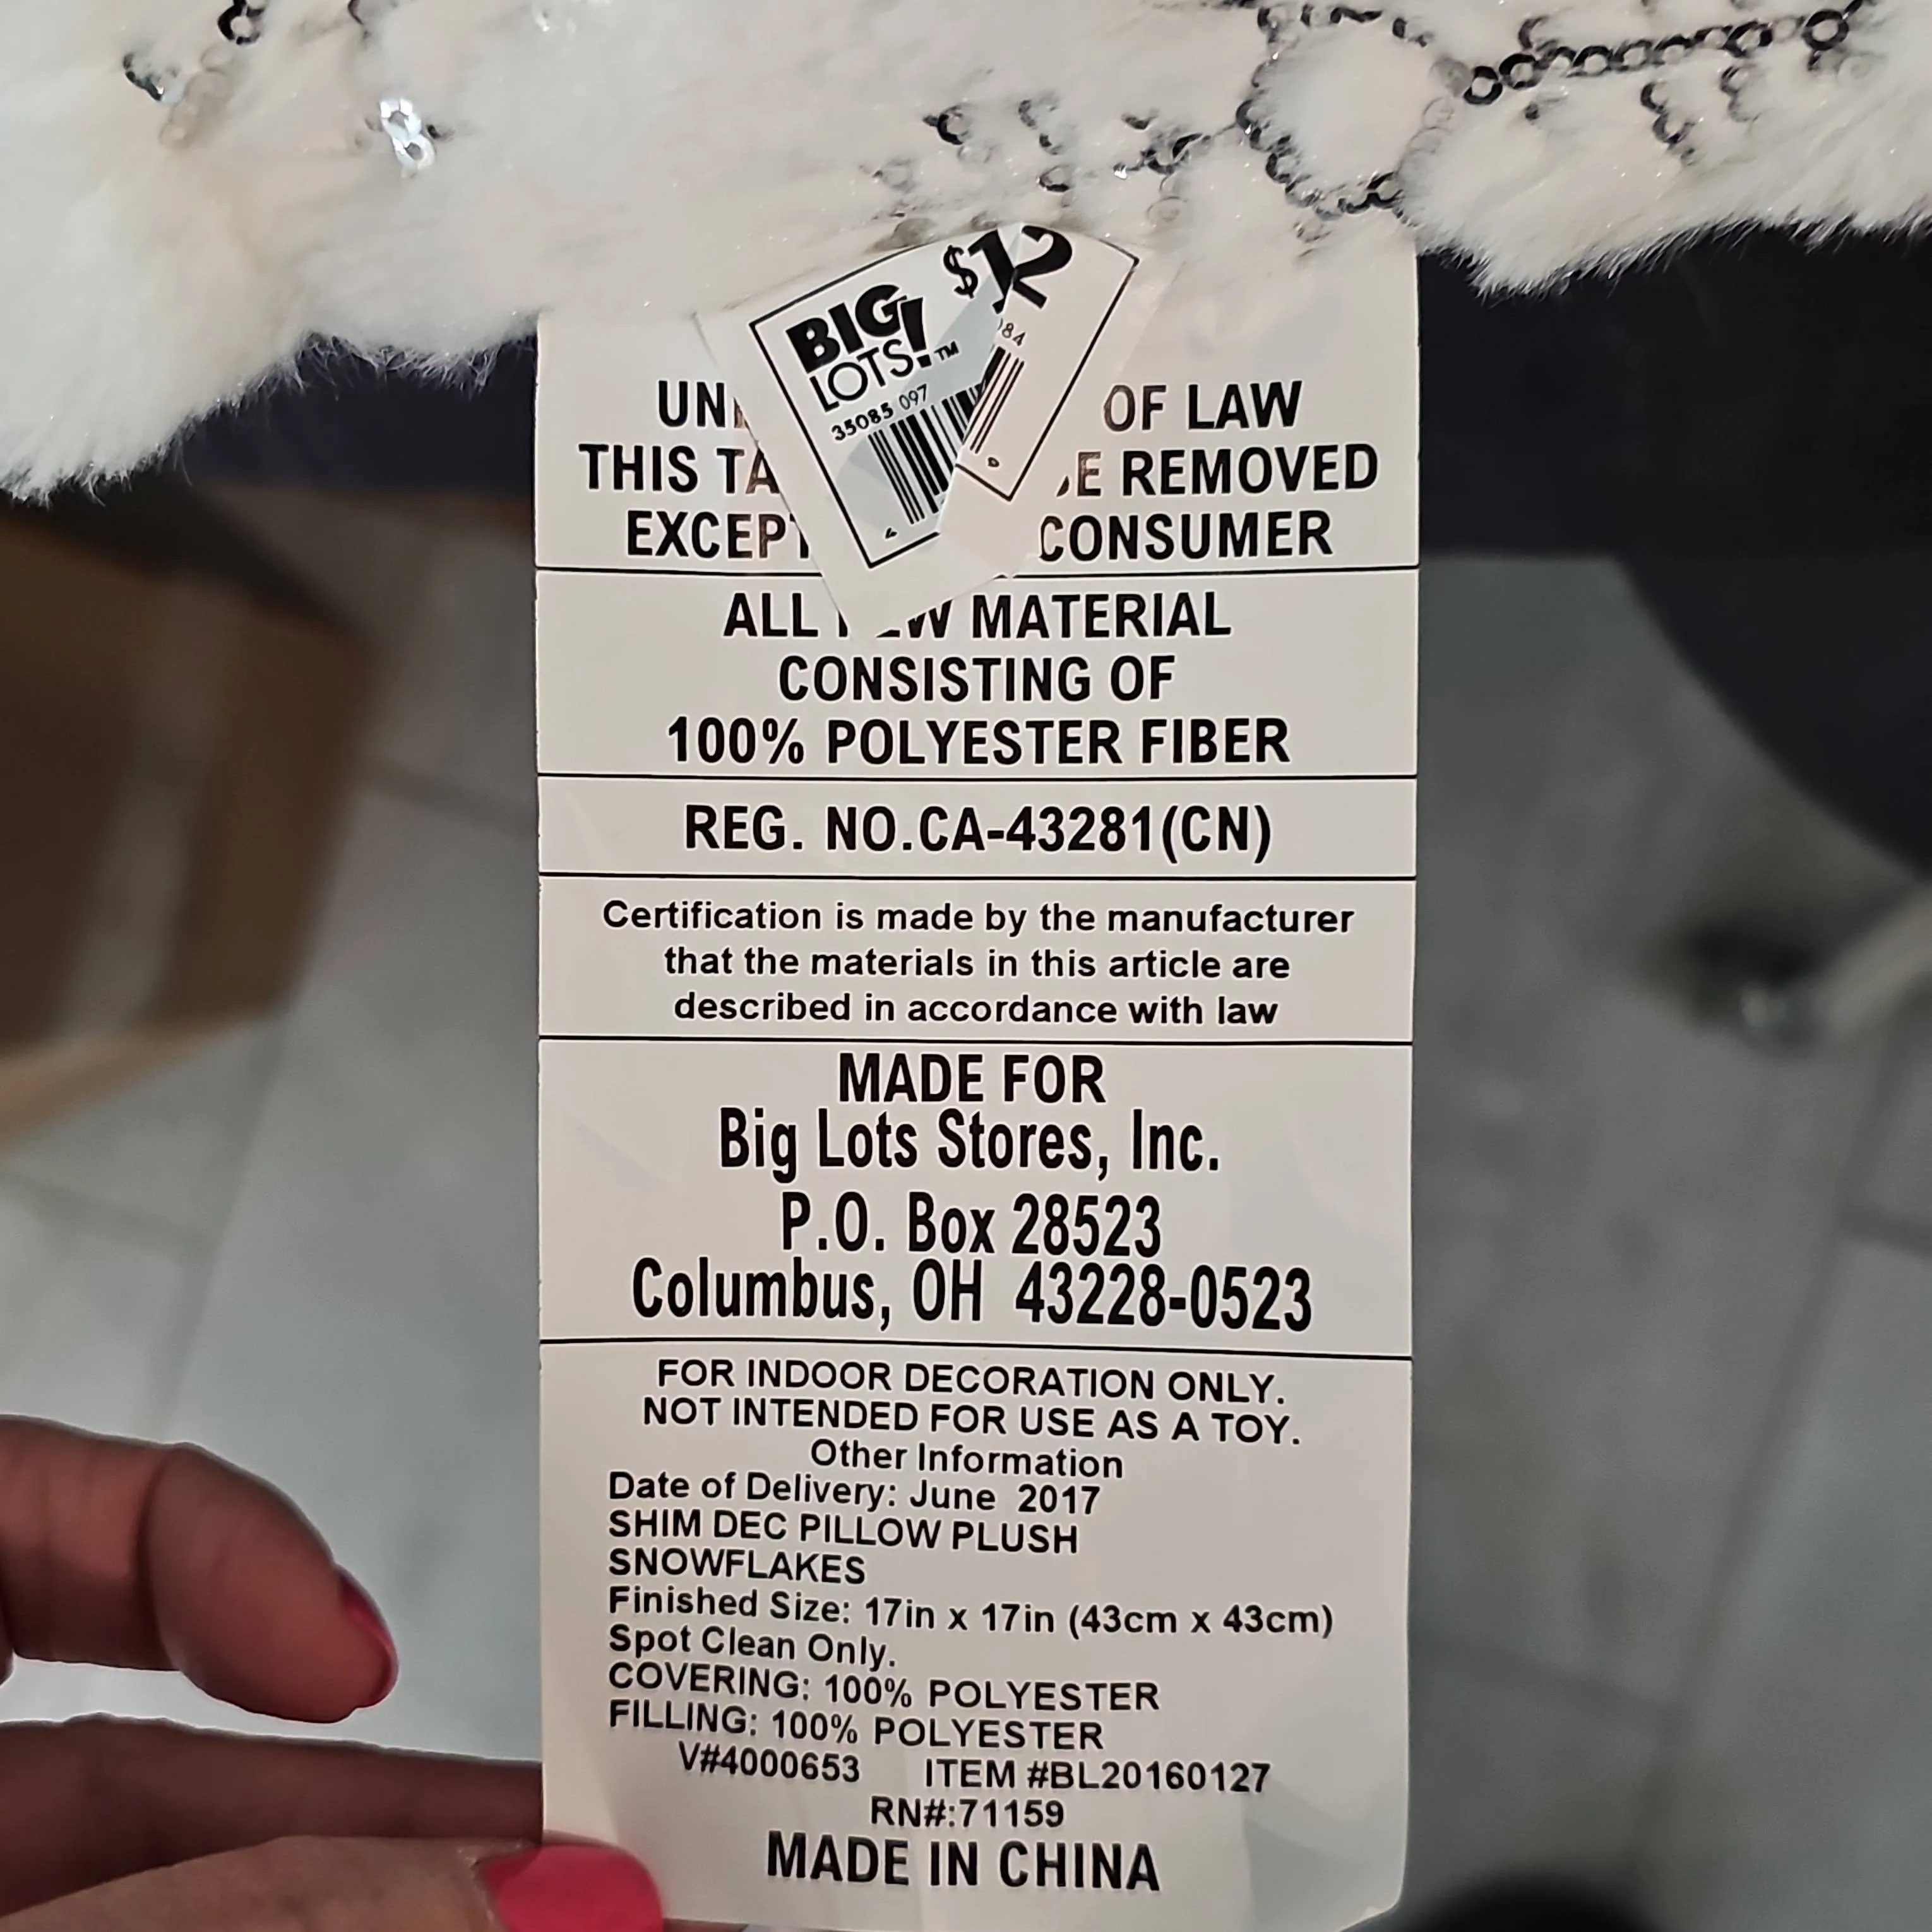 $12
BIG LOTS!™
35085 097
UN OF LAW
THIS REMOVED
CONSUMER
ALL MATERIAL
CONSISTING OF
100% POLYESTER FIBER
REG. NO.CA-43281(CN)
Certification is made by the manufacturer
that the materials in this article are
described in accordance with law
MADE FOR
Big Lots Stores, Inc.
P.O. Box 28523
Columbus, OH 43228-0523
FOR INDOOR DECORATION ONLY.
NOT INTENDED FOR USE AS A TOY.
Other Information
Date of Delivery: June 2017
SHIM DEC PILLOW PLUSH
SNOWFLAKES
Finished Size: 17in x 17in (43cm x 43cm)
Spot Clean Only.
COVERING: 100% POLYESTER
FILLING: 100% POLYESTER
V#4000653 ITEM #BL20160127
RN#:71159
MADE IN CHINA